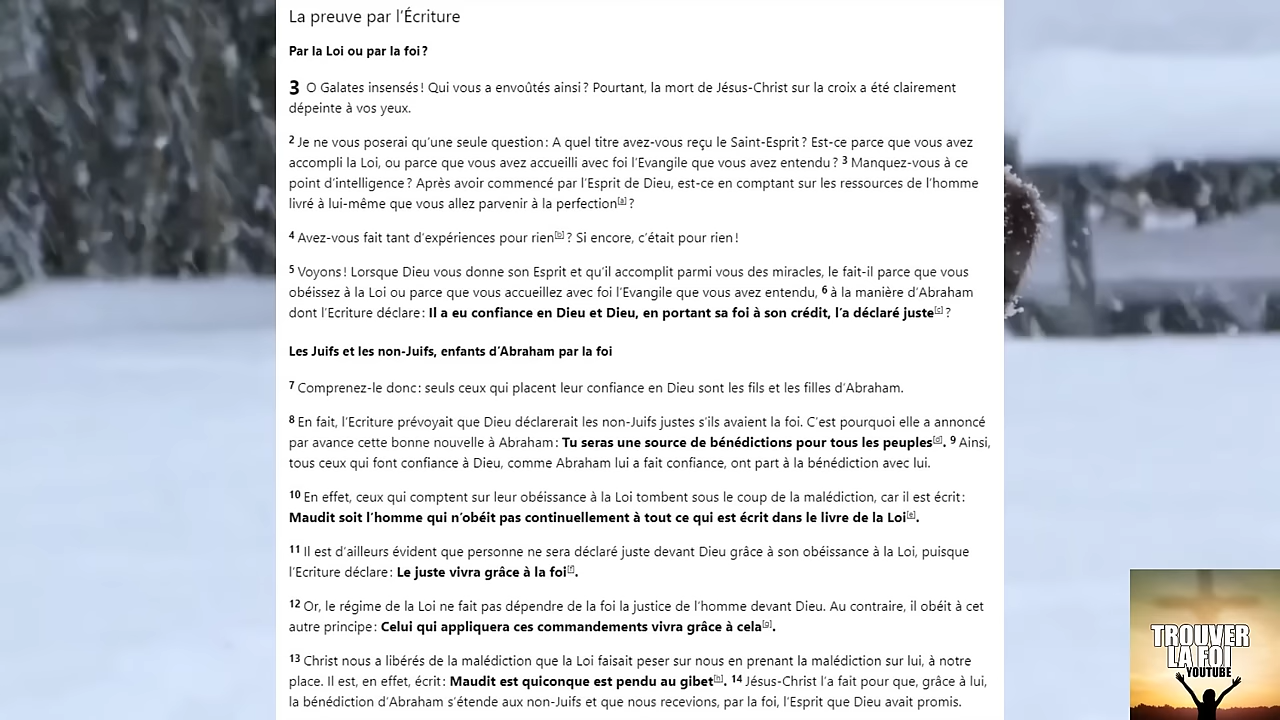 La preuve par l'Écriture
Par la Loi ou par la foi ?
3 O Galates insensés ! Qui vous a envoûtés ainsi ? Pourtant, la mort de Jésus-Christ sur la croix a été clairement
dépeinte à vos yeux.
2 Je ne vous poserai qu'une seule question : A quel titre avez-vous reçu le Saint-Esprit ? Est-ce parce que vous avez
accompli la Loi, ou parce que vous avez accueilli avec foi l'Evangile que vous avez entendu ? 3 Manquez-vous à ce
point d'intelligence ? Après avoir commencé par l'Esprit de Dieu, est-ce en comptant sur les ressources de l'homme
livré à lui-même que vous allez parvenir à la perfection[a] ?
4 Avez-vous fait tant d'expériences pour rien[b] ? Si encore, c'était pour rien !
5 Voyons ! Lorsque Dieu vous donne son Esprit et qu'il accomplit parmi vous des miracles, le fait-il parce que vous
obéissez à la Loi ou parce que vous accueillez avec foi l'Evangile que vous avez entendu, 6 à la manière d'Abraham
dont l'Ecriture déclare : Il a eu confiance en Dieu et Dieu, en portant sa foi à son crédit, l'a déclaré juste[c] ?
Les Juifs et les non-Juifs, enfants d'Abraham par la foi
7 Comprenez-le donc : seuls ceux qui placent leur confiance en Dieu sont les fils et les filles d'Abraham.
8 En fait, l'Ecriture prévoyait que Dieu déclarerait les non-Juifs justes s'ils avaient la foi. C'est pourquoi elle a annoncé
par avance cette bonne nouvelle à Abraham : Tu seras une source de bénédictions pour tous les peuples[d]. 9 Ainsi,
tous ceux qui font confiance à Dieu, comme Abraham lui a fait confiance, ont part à la bénédiction avec lui.
10 En effet, ceux qui comptent sur leur obéissance à la Loi tombent sous le coup de la malédiction, car il est écrit :
Maudit soit l'homme qui n'obéit pas continuellement à tout ce qui est écrit dans le livre de la Loi[e].
11 Il est d'ailleurs évident que personne ne sera déclaré juste devant Dieu grâce à son obéissance à la Loi, puisque
l'Ecriture déclare : Le juste vivra grâce à la foi[f].
12 Or, le régime de la Loi ne fait pas dépendre de la foi la justice de l'homme devant Dieu. Au contraire, il obéit à cet
autre principe : Celui qui appliquera ces commandements vivra grâce à cela[g].
13 Christ nous a libérés de la malédiction que la Loi faisait peser sur nous en prenant la malédiction sur lui, à notre
place. Il est, en effet, écrit : Maudit est quiconque est pendu au gibet[h]. 14 Jésus-Christ l'a fait pour que, grâce à lui,
la bénédiction d'Abraham s'étende aux non-Juifs et que nous recevions, par la foi, l'Esprit que Dieu avait promis.
TROUVER
LA FOI
YOUTUBE